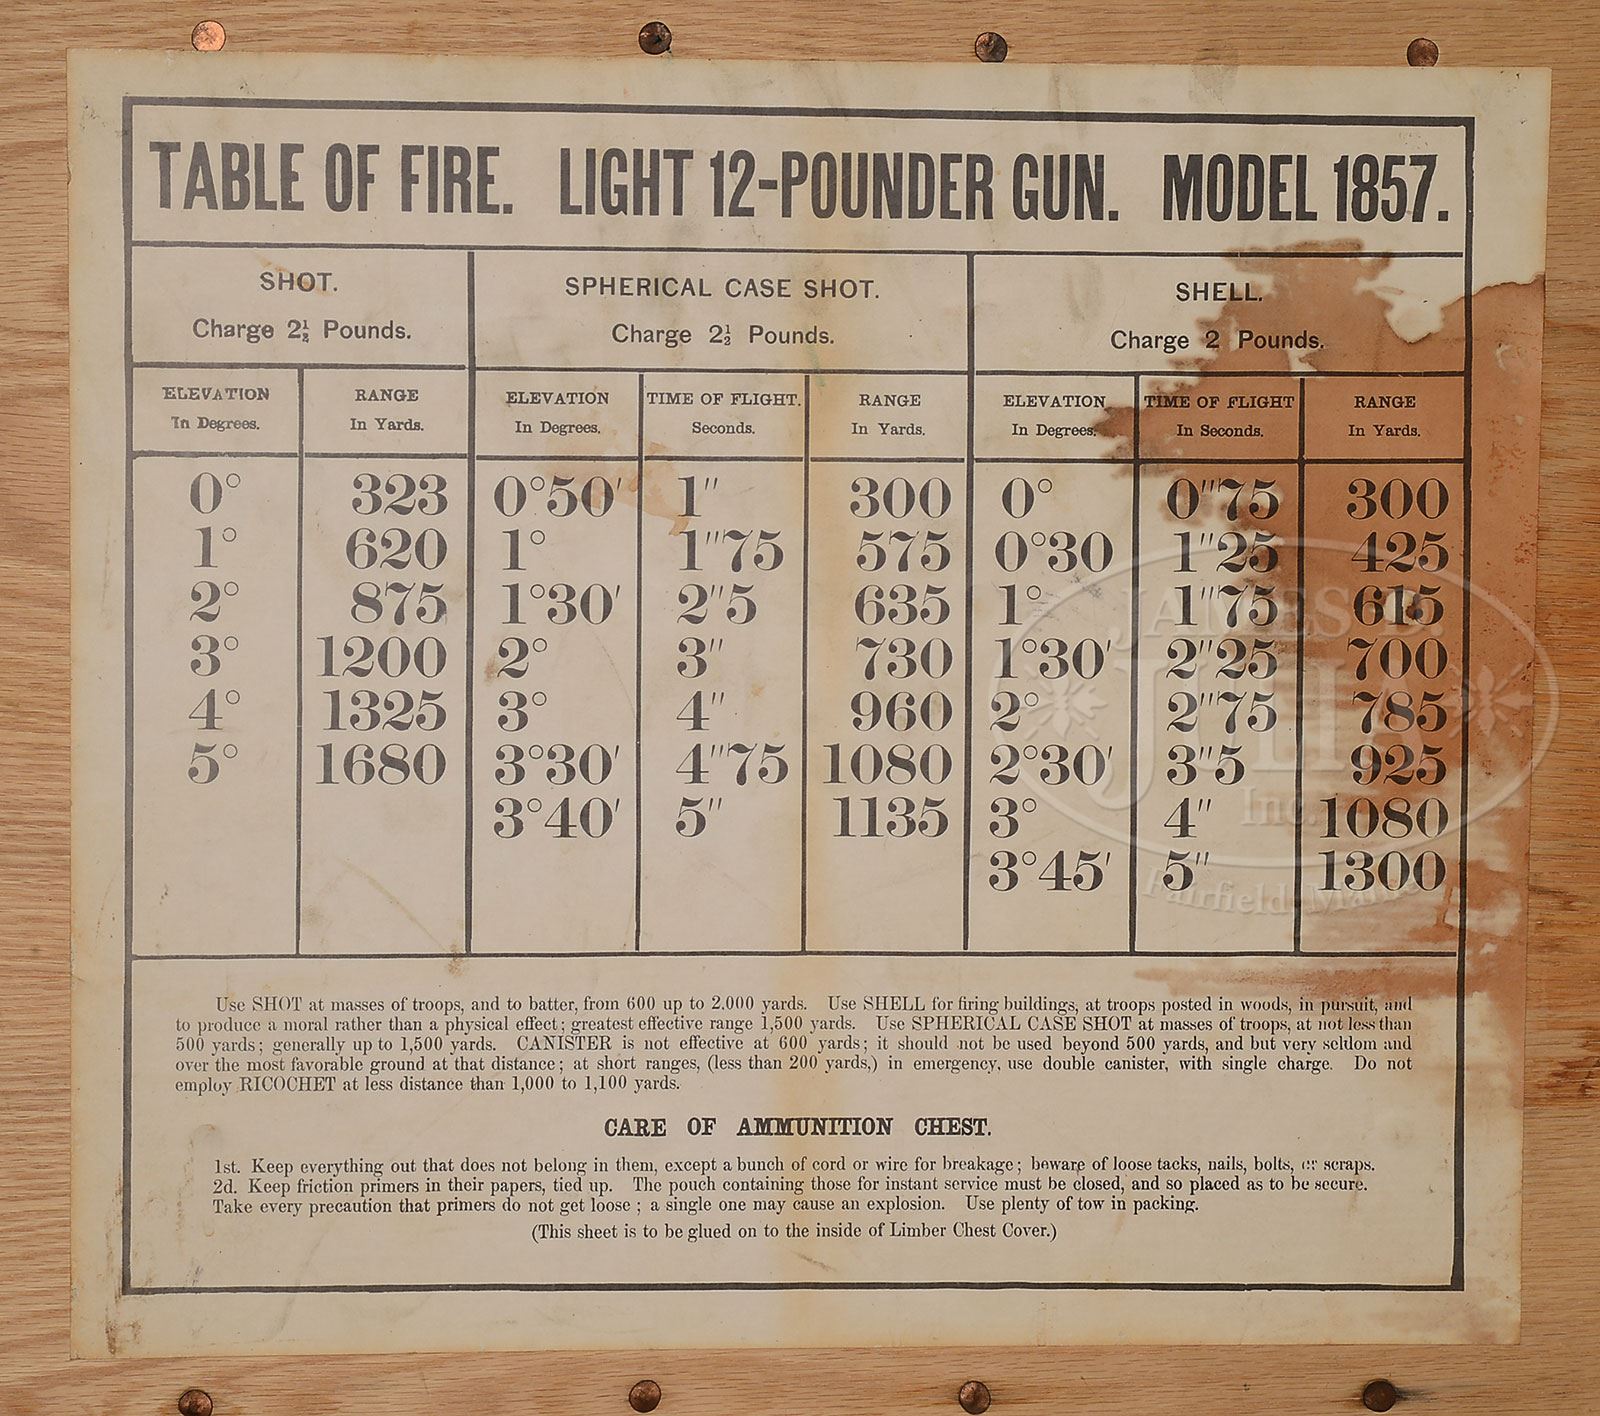 TABLE OF FIRE. LIGHT 12-POUNDER GUN. MODEL 1857.
SHOT. SPHERICAL CASE SHOT. SHELL.
Charge 2½ Pounds. Charge 2½ Pounds. Charge 2 Pounds.
ELEVATION RANGE ELEVATION TIME OF FLIGHT. RANGE ELEVATION TIME OF FLIGHT RANGE
In Degrees. In Yards. In Degrees. Seconds. In Yards. In Degrees. In Seconds. In Yards.
0° 323 0°50′ 1″ 300 0° 0″75 300
1° 620 1° 1″75 575 0°30 1″25 425
2° 875 1°30′ 2″5 635 1° 1″75 615
3° 1200 2° 3″ 730 1°30′ 2″25 700
4° 1325 3° 4″ 960 2° 2″75 785
5° 1680 3°30′ 4″75 1080 2°30′ 3″5 925
3°40′ 5″ 1135 3° 4″ 1080
3°45′ 5″ 1300
Use SHOT at masses of troops, and to batter, from 600 up to 2,000 yards. Use SHELL for firing buildings, at troops posted in woods, in pursuit, and
to produce a moral rather than a physical effect; greatest effective range 1,500 yards. Use SPHERICAL CASE SHOT at masses of troops, at not less than
500 yards; generally up to 1,500 yards. CANISTER is not effective at 600 yards; it should not be used beyond 500 yards, and but very seldom and
over the most favorable ground at that distance; at short ranges, (less than 200 yards,) in emergency, use double canister, with single charge. Do not
employ RICOCHET at less distance than 1,000 to 1,100 yards.
CARE OF AMMUNITION CHEST.
1st. Keep everything out that does not belong in them, except a bunch of cord or wire for breakage; beware of loose tacks, nails, bolts, or scraps.
2d. Keep friction primers in their papers, tied up. The pouch containing those for instant service must be closed, and so placed as to be secure.
Take every precaution that primers do not get loose; a single one may cause an explosion. Use plenty of tow in packing.
(This sheet is to be glued on to the inside of Limber Chest Cover.)
JAMES D.
JULIA
Inc.
Fairfield, Maine